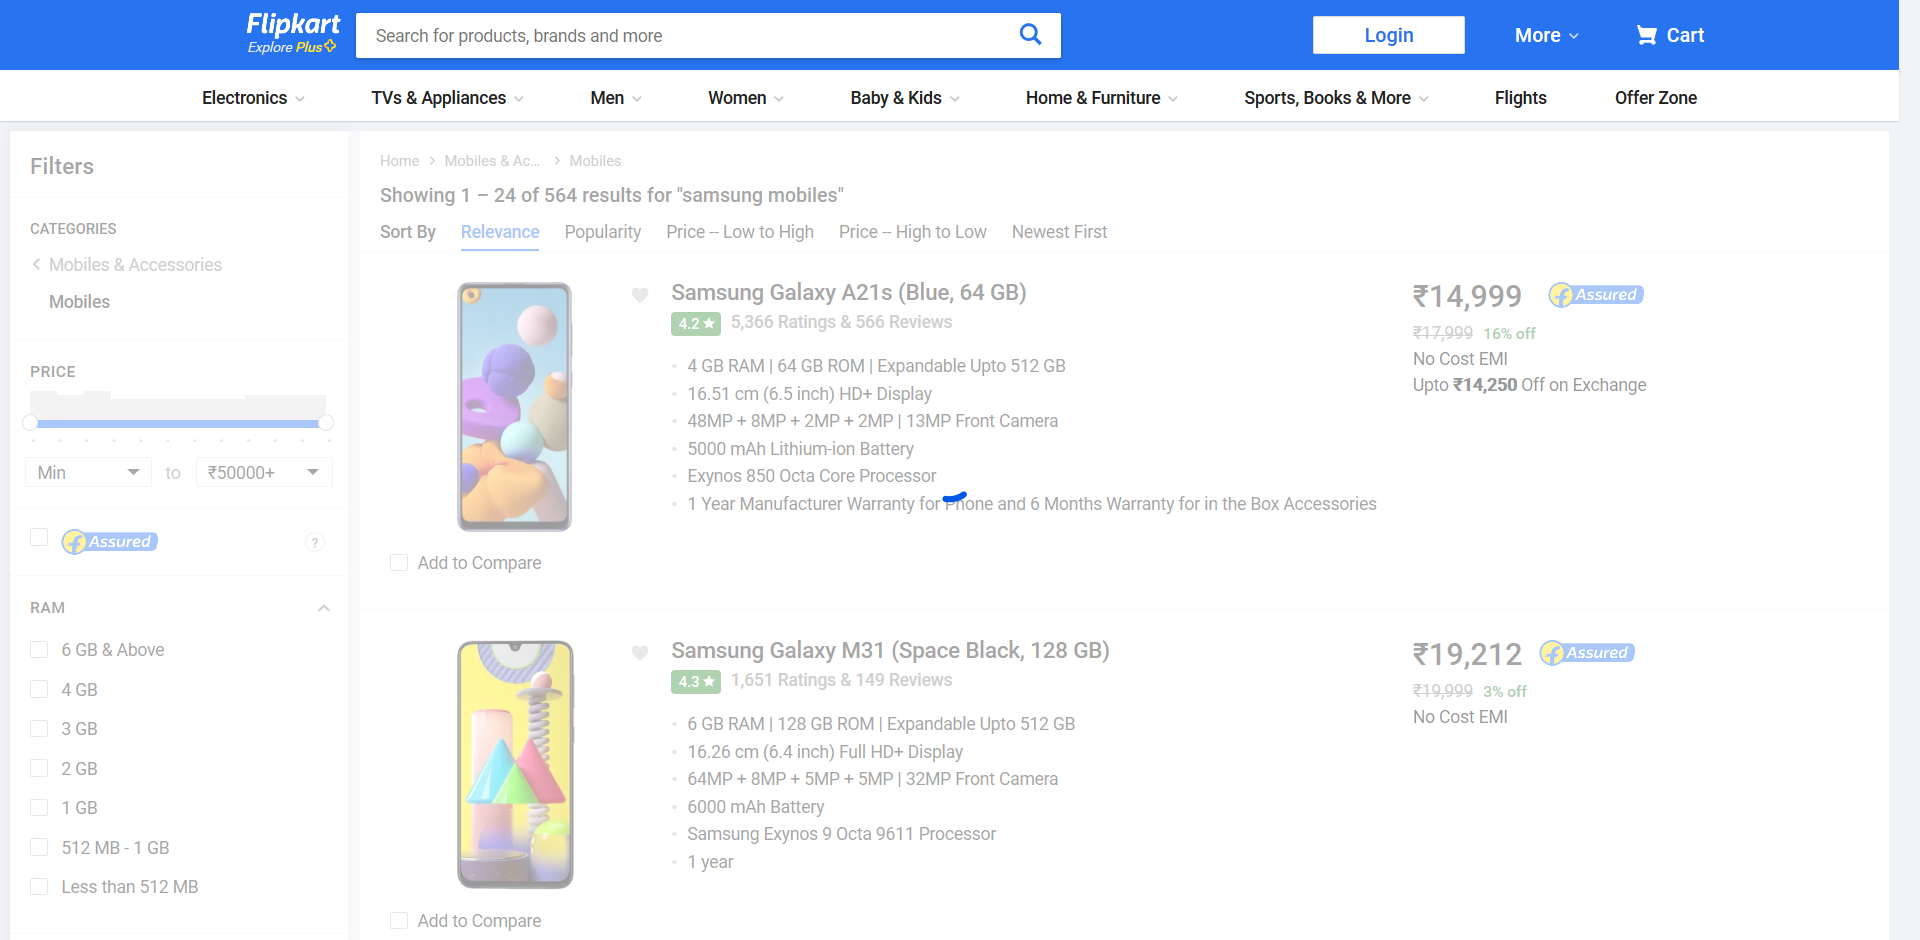 Flipkart
Explore Plus
Search for products, brands and more
Login
More
Cart
Electronics
TVs & Appliances
Men
Women
Baby & Kids
Home & Furniture
Sports, Books & More
Flights
Offer Zone
Filters
CATEGORIES
Mobiles & Accessories
Mobiles
PRICE
Min to ₹50000+
Assured ?
RAM
6 GB & Above
4 GB
3 GB
2 GB
1 GB
512 MB - 1 GB
Less than 512 MB
Home > Mobiles & Ac... > Mobiles
Showing 1 – 24 of 564 results for "samsung mobiles"
Sort By Relevance Popularity Price -- Low to High Price -- High to Low Newest First
Samsung Galaxy A21s (Blue, 64 GB)
4.2 ★ 5,366 Ratings & 566 Reviews
4 GB RAM | 64 GB ROM | Expandable Upto 512 GB
16.51 cm (6.5 inch) HD+ Display
48MP + 8MP + 2MP + 2MP | 13MP Front Camera
5000 mAh Lithium-ion Battery
Exynos 850 Octa Core Processor
1 Year Manufacturer Warranty for Phone and 6 Months Warranty for in the Box Accessories
₹14,999 Assured
₹17,999 16% off
No Cost EMI
Upto ₹14,250 Off on Exchange
Add to Compare
Samsung Galaxy M31 (Space Black, 128 GB)
4.3 ★ 1,651 Ratings & 149 Reviews
6 GB RAM | 128 GB ROM | Expandable Upto 512 GB
16.26 cm (6.4 inch) Full HD+ Display
64MP + 8MP + 5MP + 5MP | 32MP Front Camera
6000 mAh Battery
Samsung Exynos 9 Octa 9611 Processor
1 year
₹19,212 Assured
₹19,999 3% off
No Cost EMI
Add to Compare